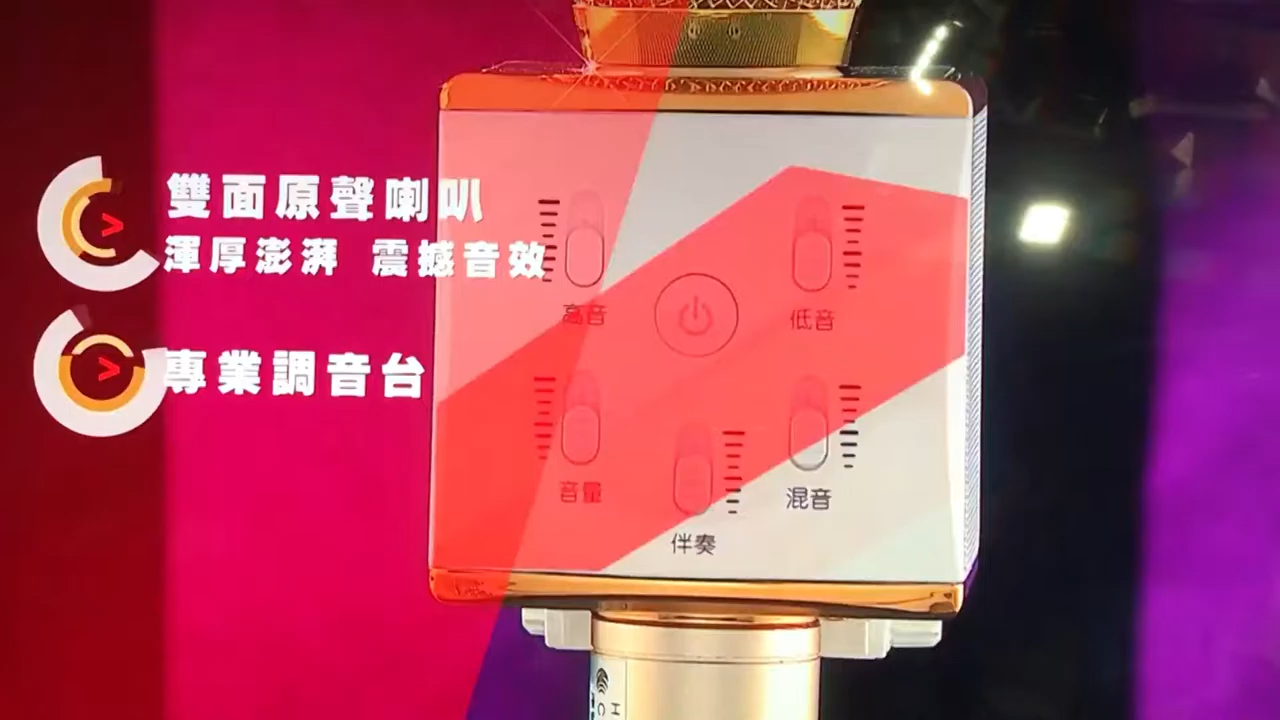 雙面原聲喇叭
渾厚澎湃 震撼音效
專業調音台
高音
低音
音量
混音
伴奏